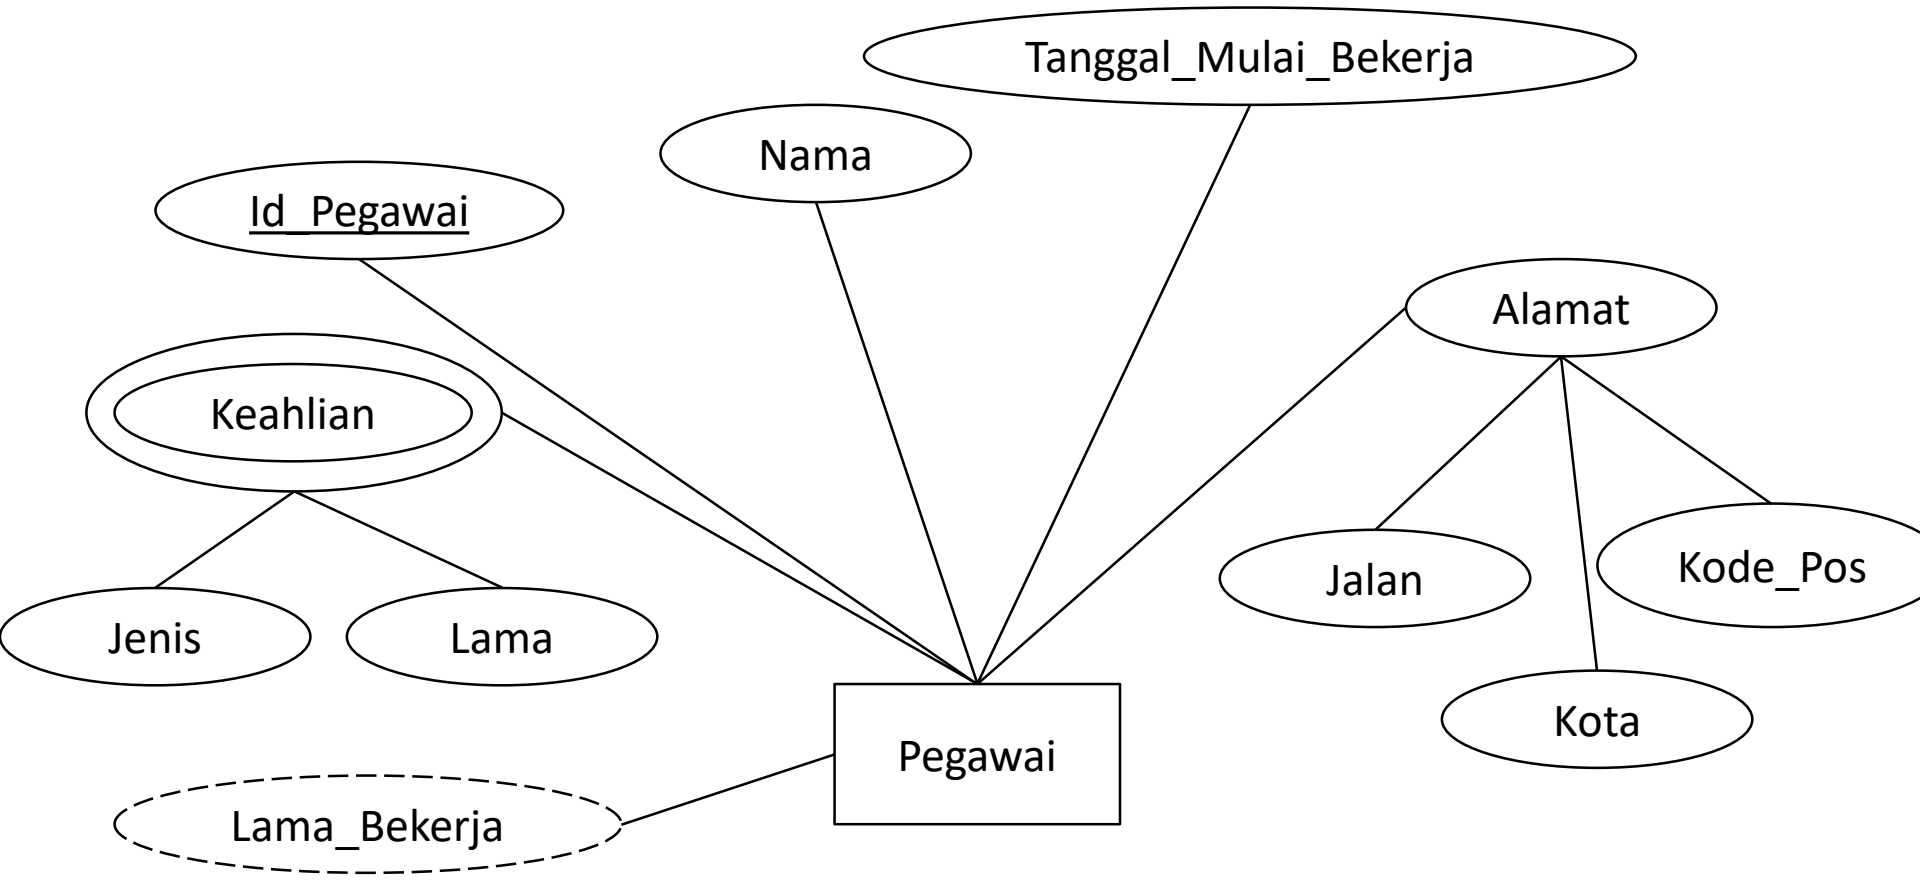 Tanggal_Mulai_Bekerja
Nama
Id_Pegawai
Alamat
Keahlian
Jalan
Kode_Pos
Jenis
Lama
Kota
Pegawai
Lama_Bekerja